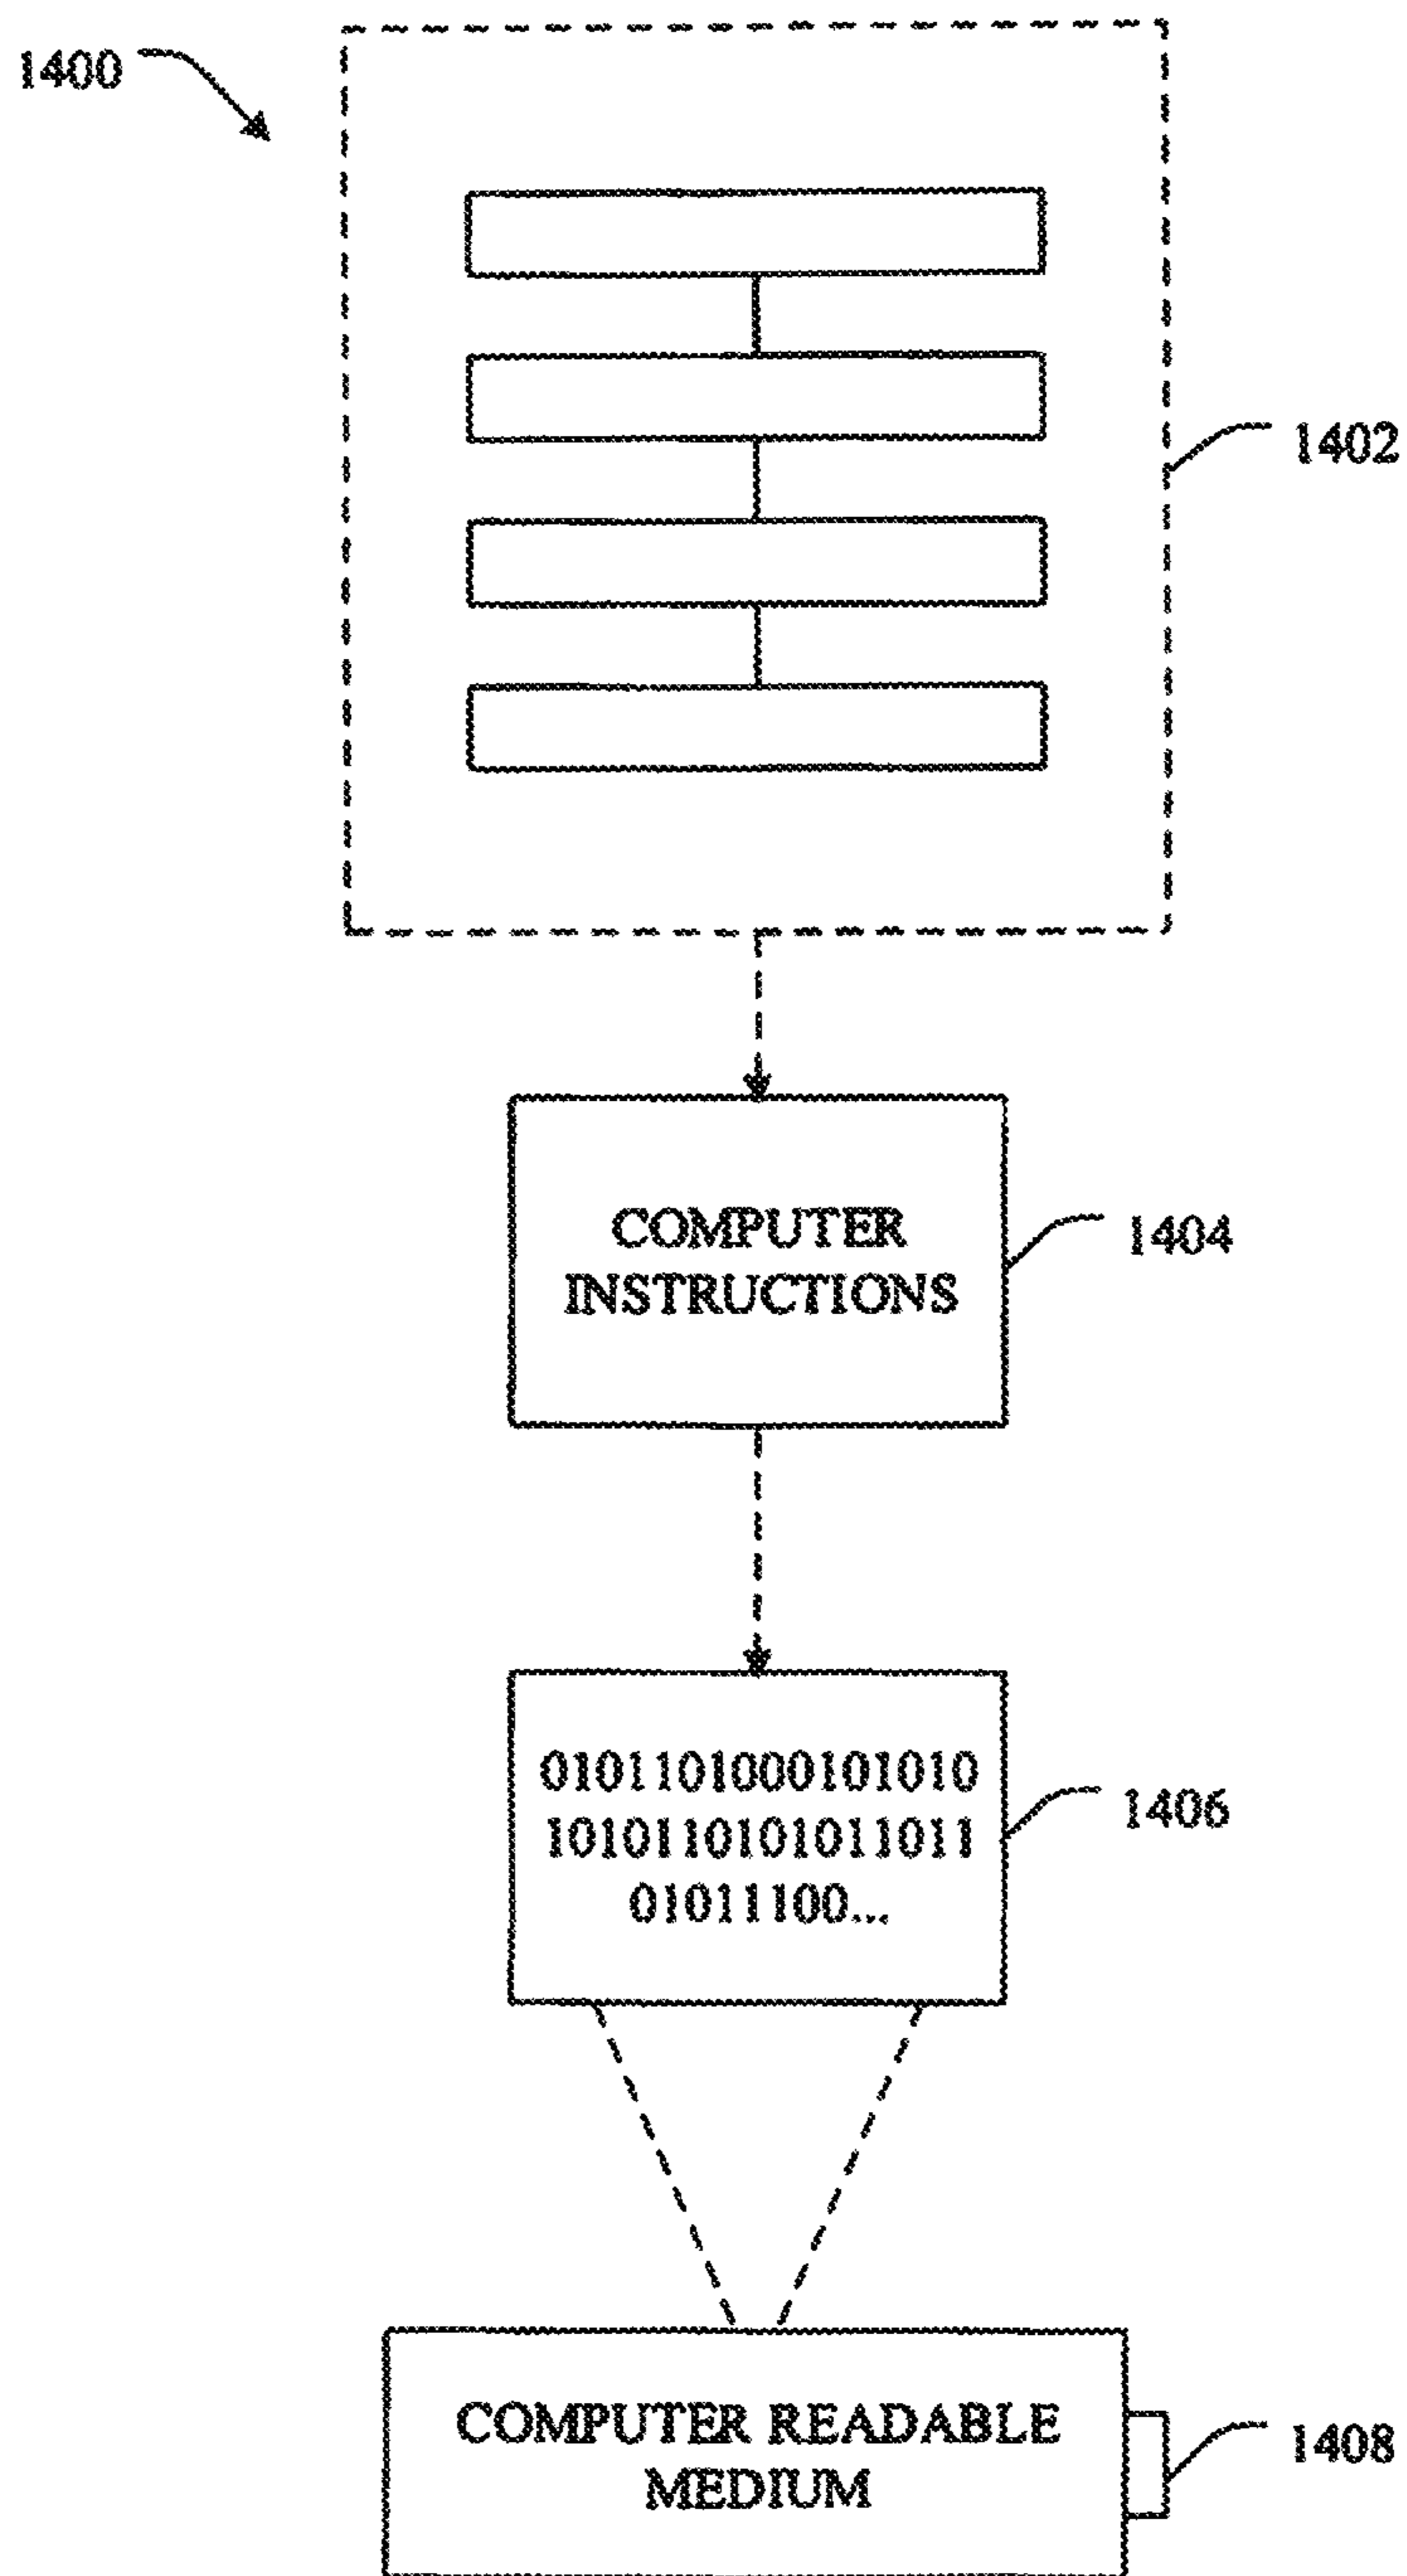 1400
1402
COMPUTER
INSTRUCTIONS
1404
0101101000101010
1010110101011011
01011100...
1406
COMPUTER READABLE
MEDIUM
1408